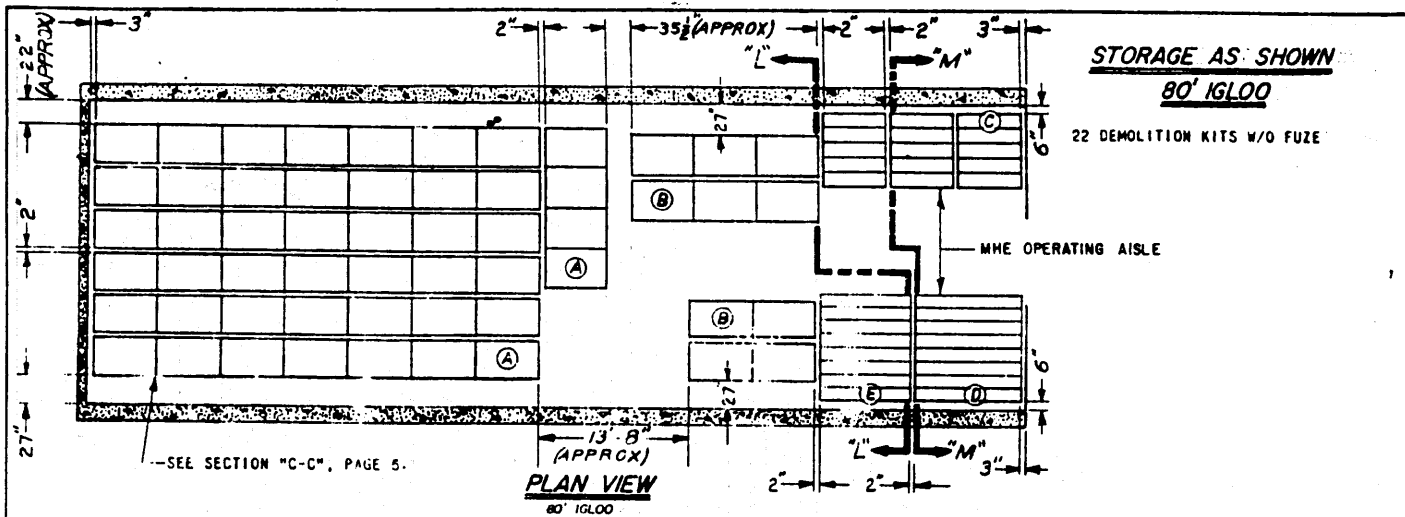 3"
2"
35½"(APPROX)
2"
2"
3"
22"
(APPROX)
"L"
"M"
STORAGE AS SHOWN
80' IGLOO
22 DEMOLITION KITS W/O FUZE
27"
C
6"
2"
B
MHE OPERATING AISLE
A
B
A
27"
E
D
6"
27"
13'-8"
(APPROX)
"L"
"M"
--SEE SECTION "C-C", PAGE 5.
PLAN VIEW
80' IGLOO
2"
2"
3"